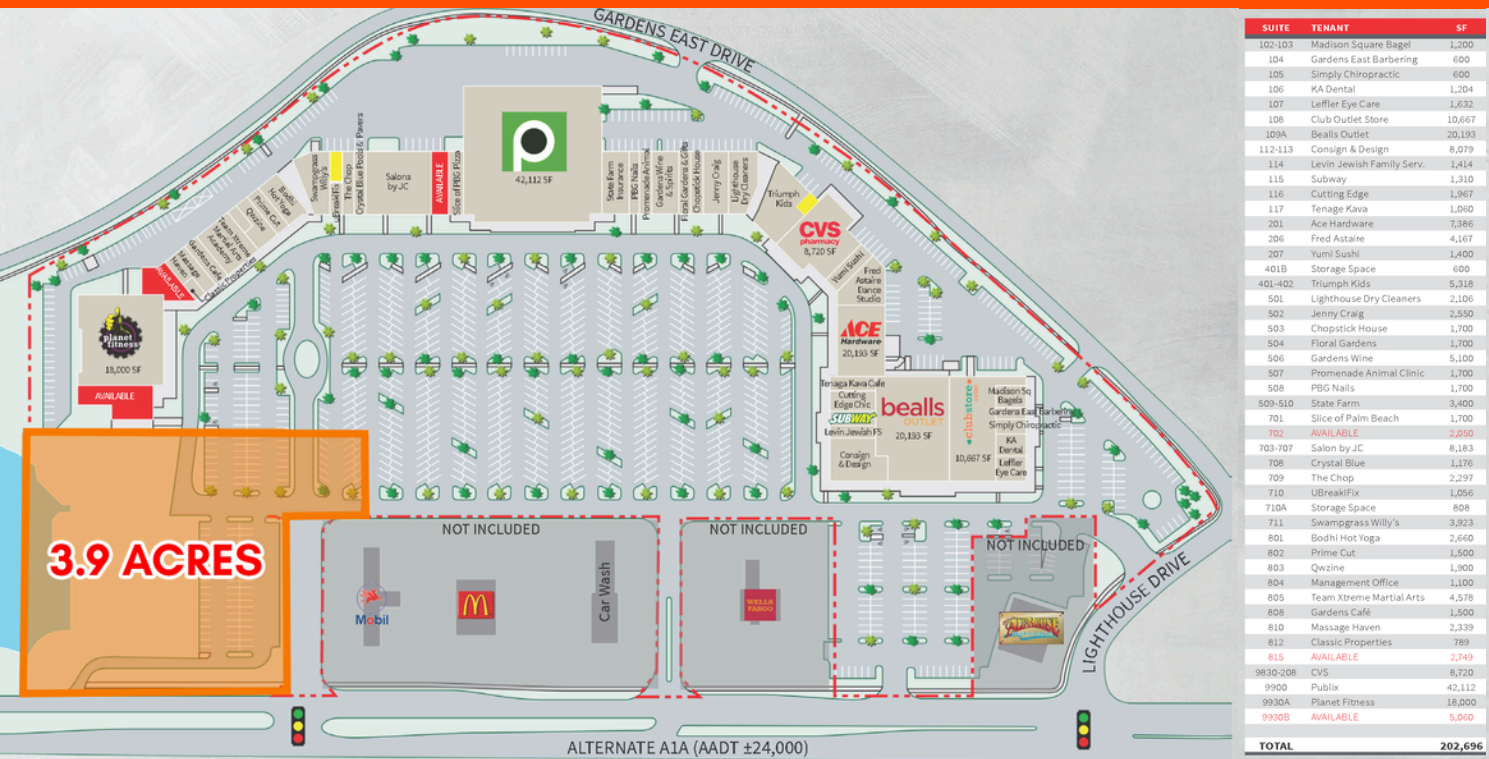 GARDENS EAST DRIVE
42,112 SF
Swampgrass
Willy's
uBreakiFix
The Chop
Crystal Blue Pools & Pavers
Salons
by JC
AVAILABLE
Slice of PBG Pizza
State Farm
Insurance
PBG Nails
Promenade Animal
Gardens Wine
& Spirits
Floral Gardens & Gifts
Chopstick House
Jenny Craig
Lighthouse
Dry Cleaners
Triumph
Kids
CVS
pharmacy
8,720 SF
Yumi Sushi
Fred
Astaire
Dance
Studio
ACE
Hardware
20,193 SF
Bodhi
Hot Yoga
Prime Cut
Qwzine
Team Xtreme
Martial Arts
Academy
Gardens Cafe
Massage
Haven
Classic Properties
AVAILABLE
planet
fitness
18,000 SF
AVAILABLE
Tenaga Kava Cafe
Cutting
Edge Chic
SUBWAY
Levin Jewish FS
Consign
& Design
bealls
OUTLET
20,193 SF
clubstore
10,667 SF
Madison Sq
Bagels
Gardens East Barbering
Simply Chiropractic
KA
Dental
Leffler
Eye Care
3.9 ACRES
NOT INCLUDED
Mobil
M
Car Wash
NOT INCLUDED
WELLS
FARGO
NOT INCLUDED
LIGHTHOUSE DRIVE
ALTERNATE A1A (AADT ±24,000)
SUITE TENANT SF
102-103 Madison Square Bagel 1,200
104 Gardens East Barbering 600
105 Simply Chiropractic 600
106 KA Dental 1,204
107 Leffler Eye Care 1,632
108 Club Outlet Store 10,667
109A Bealls Outlet 20,193
112-113 Consign & Design 8,079
114 Levin Jewish Family Serv. 1,414
115 Subway 1,310
116 Cutting Edge 1,967
117 Tenage Kava 1,060
201 Ace Hardware 7,386
206 Fred Astaire 4,167
207 Yumi Sushi 1,400
401B Storage Space 600
401-402 Triumph Kids 5,318
501 Lighthouse Dry Cleaners 2,106
502 Jenny Craig 2,550
503 Chopstick House 1,700
504 Floral Gardens 1,700
506 Gardens Wine 5,100
507 Promenade Animal Clinic 1,700
508 PBG Nails 1,700
509-510 State Farm 3,400
701 Slice of Palm Beach 1,700
702 AVAILABLE 2,050
703-707 Salon by JC 8,183
708 Crystal Blue 1,176
709 The Chop 2,297
710 UBreakIFix 1,056
710A Storage Space 808
711 Swampgrass Willy's 3,923
801 Bodhi Hot Yoga 2,660
802 Prime Cut 1,500
803 Qwzine 1,900
804 Management Office 1,100
805 Team Xtreme Martial Arts 4,578
808 Gardens Café 1,500
810 Massage Haven 2,339
812 Classic Properties 789
815 AVAILABLE 2,749
9830-208 CVS 8,720
9900 Publix 42,112
9930A Planet Fitness 18,000
9930B AVAILABLE 5,060
TOTAL 202,696